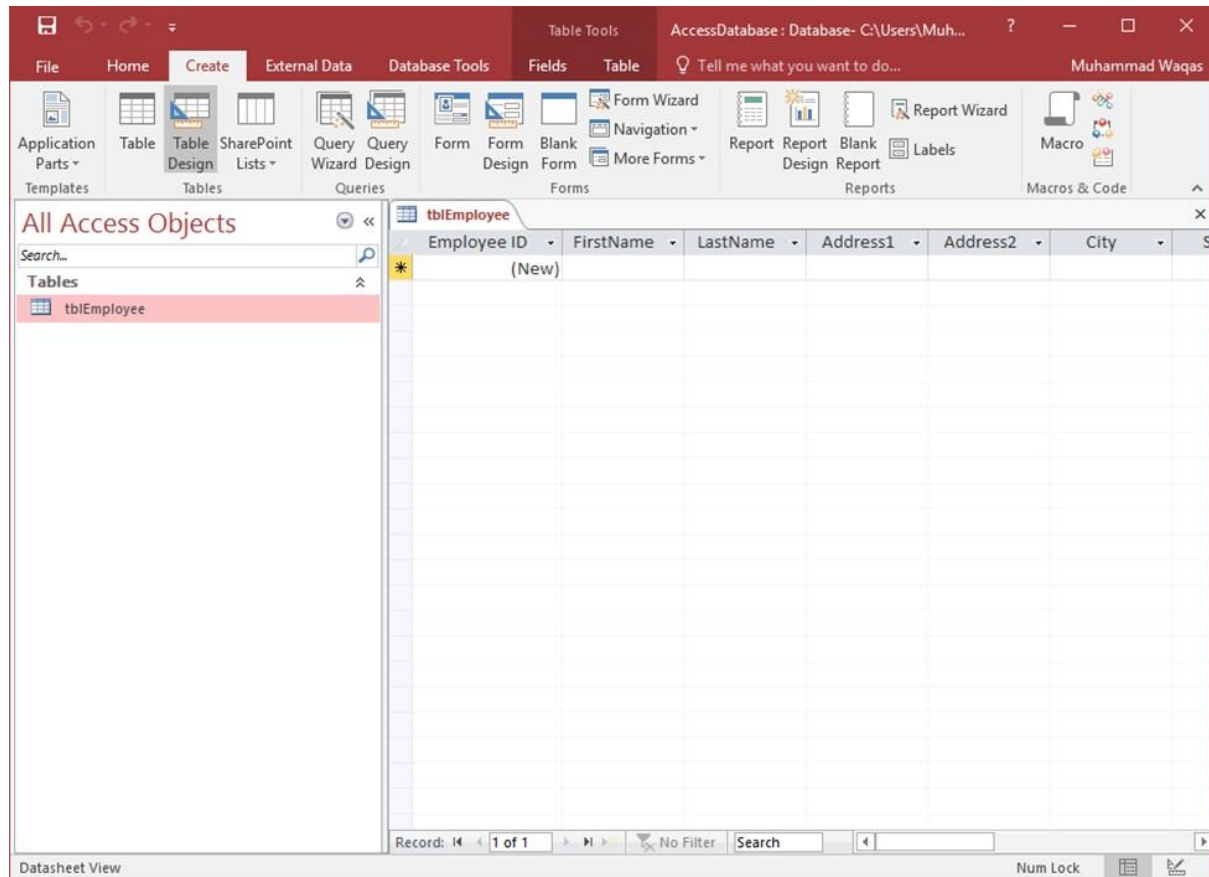 Table Tools AccessDatabase : Database- C:\Users\Muh... ?
File Home Create External Data Database Tools Fields Table Tell me what you want to do... Muhammad Waqas
Application Parts
Table
Table Design
SharePoint Lists
Templates
Tables
Query Wizard
Query Design
Queries
Form
Form Design
Blank Form
Form Wizard
Navigation
More Forms
Forms
Report
Report Design
Blank Report
Report Wizard
Labels
Reports
Macro
Macros & Code
All Access Objects
Search...
Tables
tblEmployee
tblEmployee
Employee ID FirstName LastName Address1 Address2 City S
(New)
Record: 1 of 1 No Filter Search
Datasheet View Num Lock